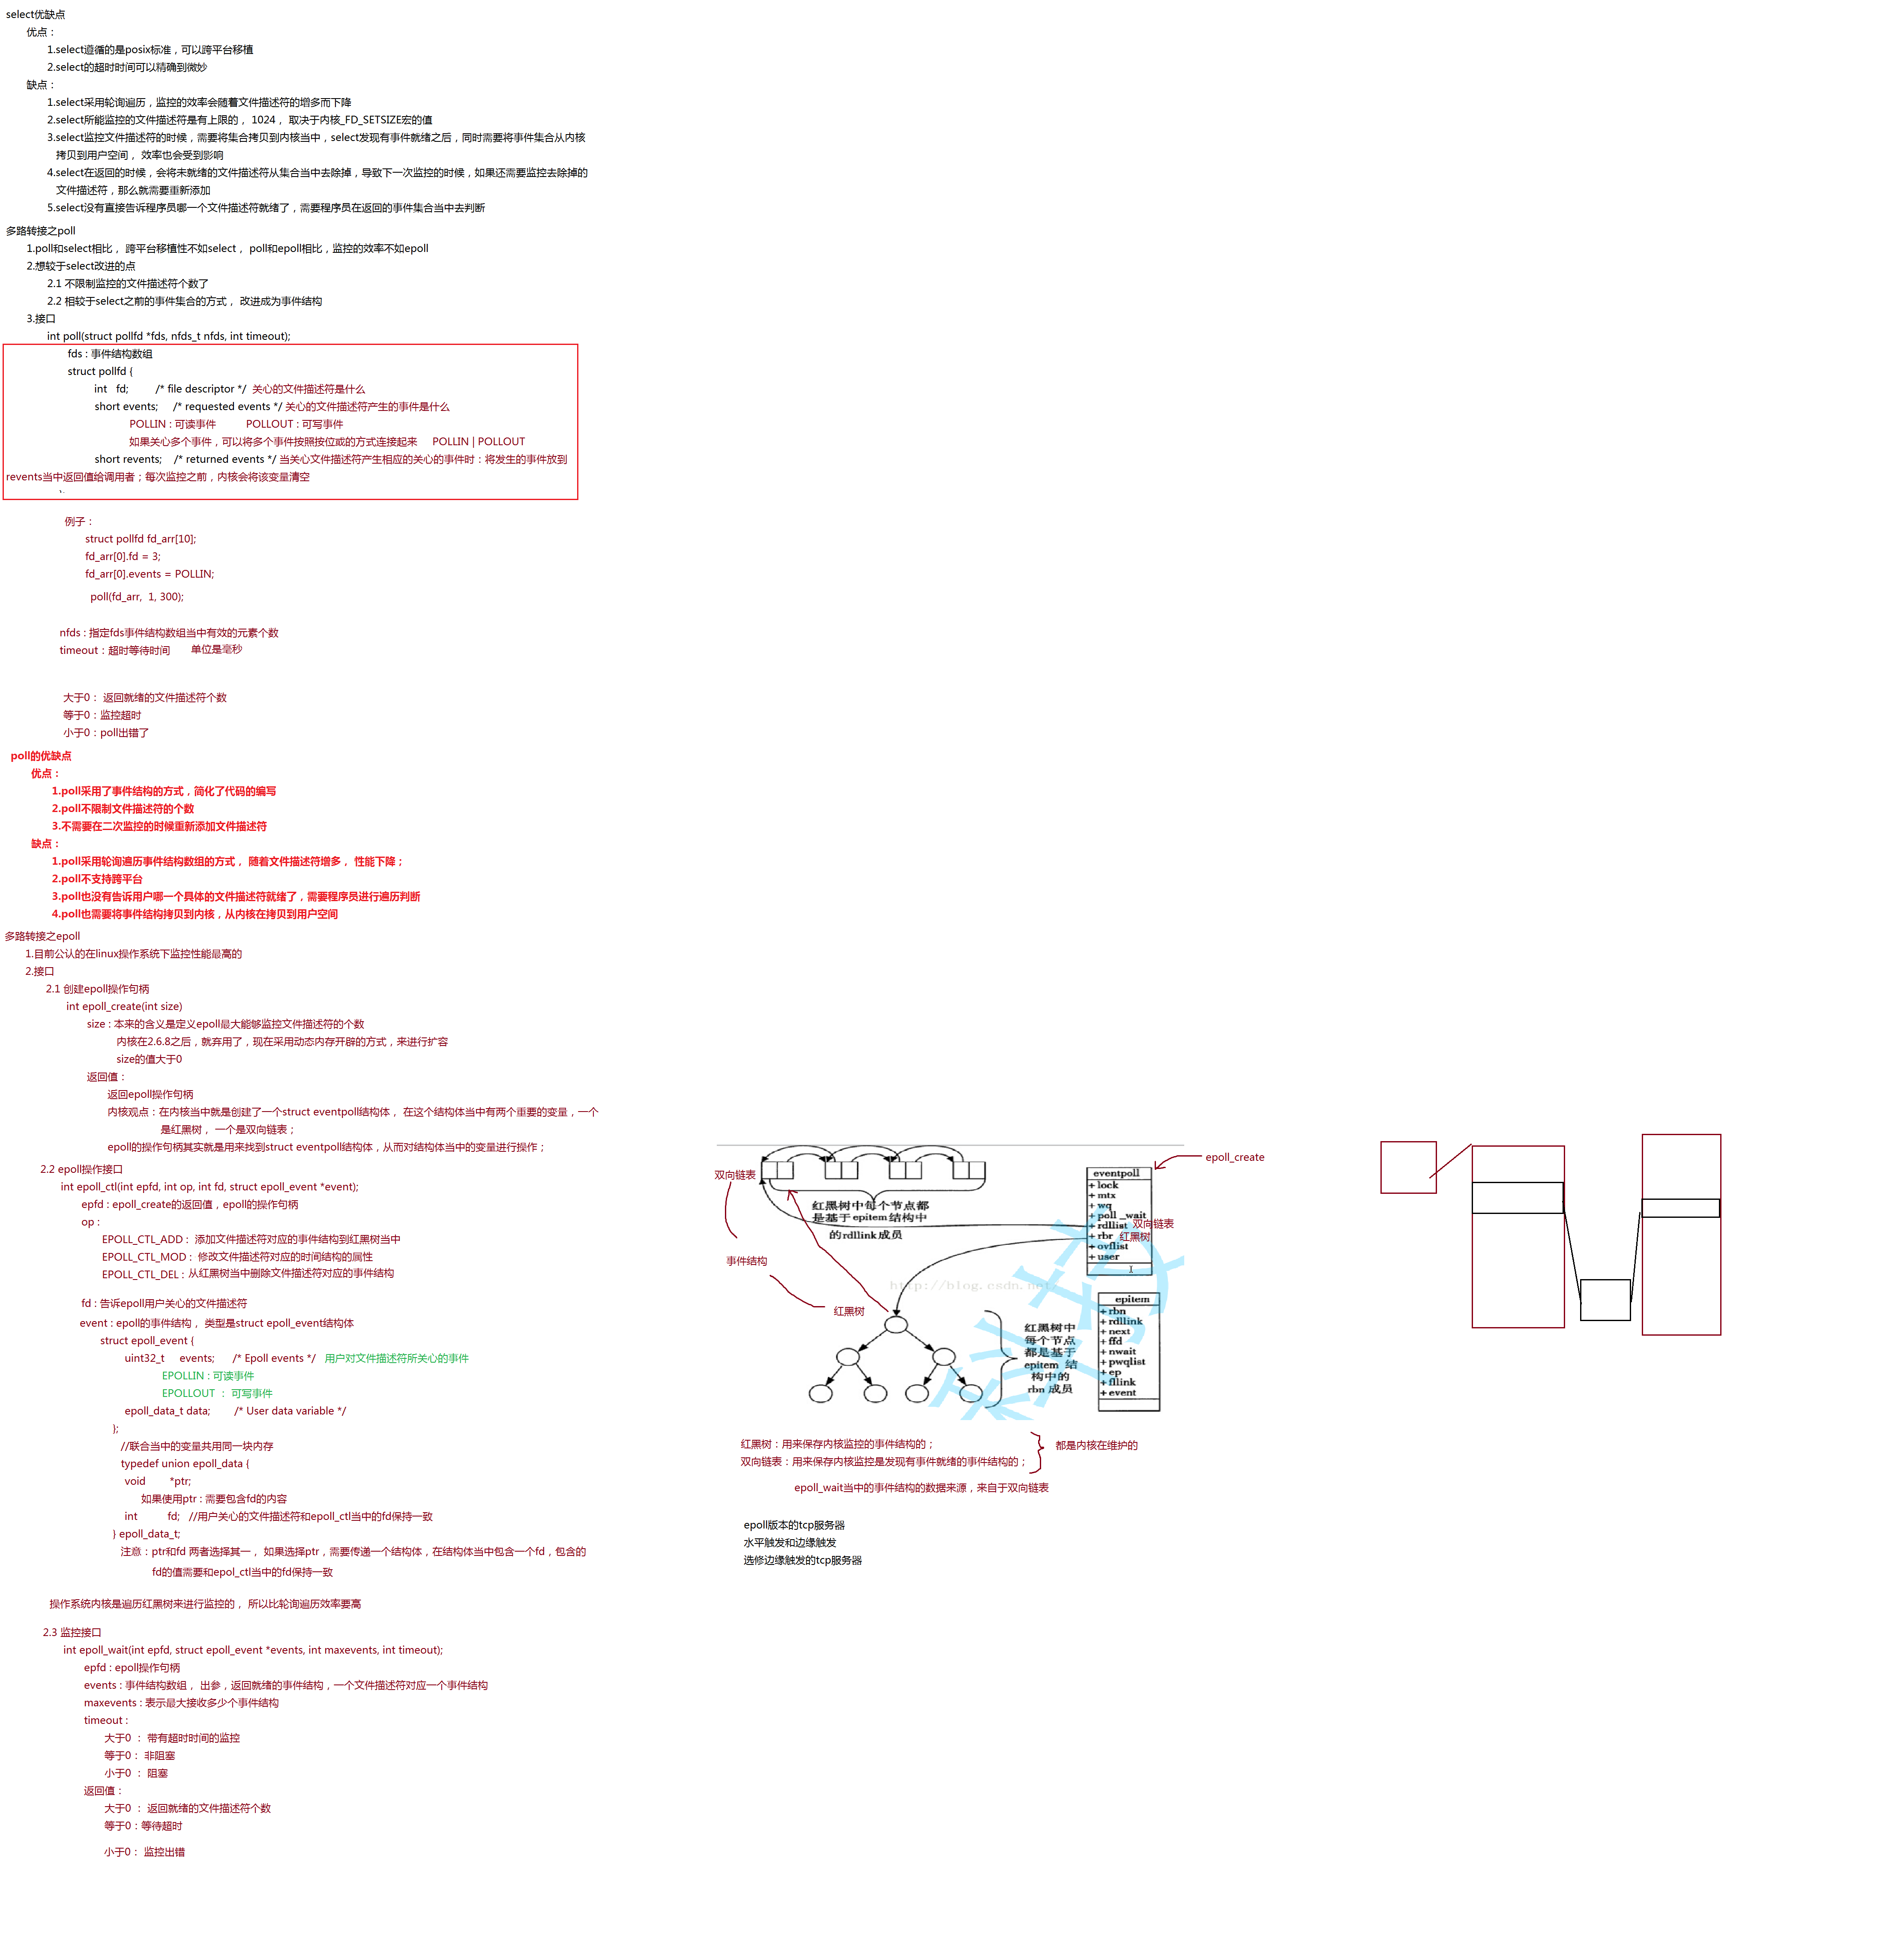 select优缺点
优点：
1.select遵循的是posix标准，可以跨平台移植
2.select的超时时间可以精确到微妙
缺点：
1.select采用轮询遍历，监控的效率会随着文件描述符的增多而下降
2.select所能监控的文件描述符是有上限的， 1024， 取决于内核_FD_SETSIZE宏的值
3.select监控文件描述符的时候，需要将集合拷贝到内核当中，select发现有事件就绪之后，同时需要将事件集合从内核
拷贝到用户空间， 效率也会受到影响
4.select在返回的时候，会将未就绪的文件描述符从集合当中去除掉，导致下一次监控的时候，如果还需要监控去除掉的
文件描述符，那么就需要重新添加
5.select没有直接告诉程序员哪一个文件描述符就绪了，需要程序员在返回的事件集合当中去判断
多路转接之poll
1.poll和select相比， 跨平台移植性不如select， poll和epoll相比，监控的效率不如epoll
2.想较于select改进的点
2.1 不限制监控的文件描述符个数了
2.2 相较于select之前的事件集合的方式， 改进成为事件结构
3.接口
int poll(struct pollfd *fds, nfds_t nfds, int timeout);
fds : 事件结构数组
struct pollfd {
int fd; /* file descriptor */ 关心的文件描述符是什么
short events; /* requested events */ 关心的文件描述符产生的事件是什么
POLLIN : 可读事件 POLLOUT : 可写事件
如果关心多个事件，可以将多个事件按照按位或的方式连接起来 POLLIN | POLLOUT
short revents; /* returned events */ 当关心文件描述符产生相应的关心的事件时：将发生的事件放到
revents当中返回值给调用者；每次监控之前，内核会将该变量清空
};
例子：
struct pollfd fd_arr[10];
fd_arr[0].fd = 3;
fd_arr[0].events = POLLIN;
poll(fd_arr, 1, 300);
nfds : 指定fds事件结构数组当中有效的元素个数
timeout：超时等待时间 单位是毫秒
大于0： 返回就绪的文件描述符个数
等于0：监控超时
小于0：poll出错了
poll的优缺点
优点：
1.poll采用了事件结构的方式，简化了代码的编写
2.poll不限制文件描述符的个数
3.不需要在二次监控的时候重新添加文件描述符
缺点：
1.poll采用轮询遍历事件结构数组的方式， 随着文件描述符增多， 性能下降；
2.poll不支持跨平台
3.poll也没有告诉用户哪一个具体的文件描述符就绪了，需要程序员进行遍历判断
4.poll也需要将事件结构拷贝到内核，从内核在拷贝到用户空间
多路转接之epoll
1.目前公认的在linux操作系统下监控性能最高的
2.接口
2.1 创建epoll操作句柄
int epoll_create(int size)
size : 本来的含义是定义epoll最大能够监控文件描述符的个数
内核在2.6.8之后，就弃用了，现在采用动态内存开辟的方式，来进行扩容
size的值大于0
返回值：
返回epoll操作句柄
内核观点：在内核当中就是创建了一个struct eventpoll结构体， 在这个结构体当中有两个重要的变量，一个
是红黑树， 一个是双向链表；
epoll的操作句柄其实就是用来找到struct eventpoll结构体，从而对结构体当中的变量进行操作；
2.2 epoll操作接口
int epoll_ctl(int epfd, int op, int fd, struct epoll_event *event);
epfd : epoll_create的返回值，epoll的操作句柄
op :
EPOLL_CTL_ADD： 添加文件描述符对应的事件结构到红黑树当中
EPOLL_CTL_MOD： 修改文件描述符对应的时间结构的属性
EPOLL_CTL_DEL : 从红黑树当中删除文件描述符对应的事件结构
fd : 告诉epoll用户关心的文件描述符
event : epoll的事件结构， 类型是struct epoll_event结构体
struct epoll_event {
uint32_t events; /* Epoll events */ 用户对文件描述符所关心的事件
EPOLLIN : 可读事件
EPOLLOUT ： 可写事件
epoll_data_t data; /* User data variable */
};
//联合当中的变量共用同一块内存
typedef union epoll_data {
void *ptr;
如果使用ptr : 需要包含fd的内容
int fd; //用户关心的文件描述符和epoll_ctl当中的fd保持一致
} epoll_data_t;
注意：ptr和fd 两者选择其一， 如果选择ptr，需要传递一个结构体，在结构体当中包含一个fd，包含的
fd的值需要和epol_ctl当中的fd保持一致
操作系统内核是遍历红黑树来进行监控的， 所以比轮询遍历效率要高
2.3 监控接口
int epoll_wait(int epfd, struct epoll_event *events, int maxevents, int timeout);
epfd : epoll操作句柄
events : 事件结构数组， 出参，返回就绪的事件结构，一个文件描述符对应一个事件结构
maxevents : 表示最大接收多少个事件结构
timeout :
大于0 ： 带有超时时间的监控
等于0： 非阻塞
小于0 ： 阻塞
返回值：
大于0 ： 返回就绪的文件描述符个数
等于0：等待超时
小于0： 监控出错
双向链表
事件结构
红黑树
红黑树中每个节点都
是基于epitem结构中
的rdllink成员
epoll_create
eventpoll
+ lock
+ mtx
+ wq
+ poll _wait
+ rdllist 双向链表
+ rbr 红黑树
+ ovflist
+ user
http://blog.csdn.net/
红黑树中
每个节点
都是基于
epitem 结
构中的
rbn 成员
epitem
+ rbn
+ rdllink
+ next
+ ffd
+ nwait
+ pwqlist
+ ep
+ fllink
+ event
红黑树：用来保存内核监控的事件结构的；
双向链表：用来保存内核监控是发现有事件就绪的事件结构的；
都是内核在维护的
epoll_wait当中的事件结构的数据来源，来自于双向链表
epoll版本的tcp服务器
水平触发和边缘触发
选修边缘触发的tcp服务器